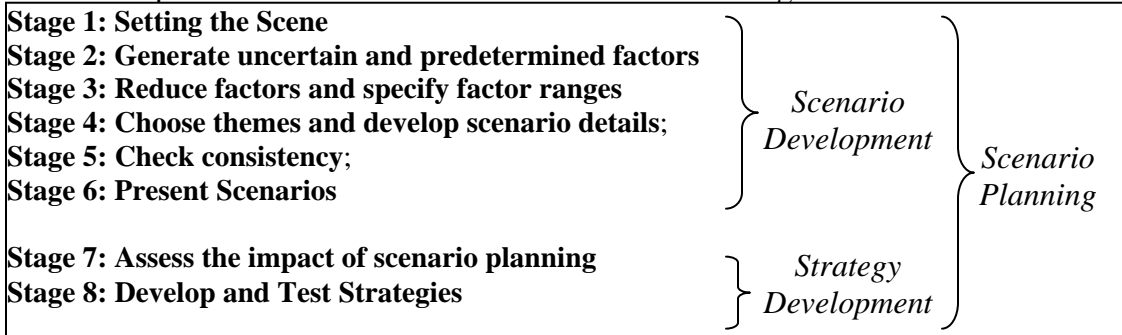 Stage 1: Setting the Scene
Stage 2: Generate uncertain and predetermined factors
Stage 3: Reduce factors and specify factor ranges
Stage 4: Choose themes and develop scenario details;
Stage 5: Check consistency;
Stage 6: Present Scenarios
Scenario
Development
Stage 7: Assess the impact of scenario planning
Stage 8: Develop and Test Strategies
Strategy
Development
Scenario
Planning